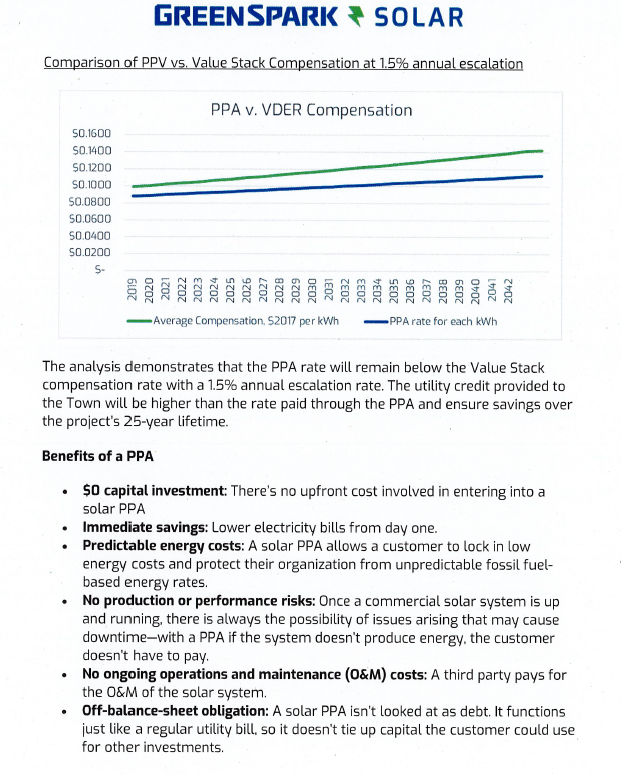 GREENSPARK SOLAR
Comparison of PPV vs. Value Stack Compensation at 1.5% annual escalation
PPA v. VDER Compensation
$0.1600
$0.1400
$0.1200
$0.1000
$0.0800
$0.0600
$0.0400
$0.0200
$-
2019 2020 2021 2022 2023 2024 2025 2026 2027 2028 2029 2030 2031 2032 2033 2034 2035 2036 2037 2038 2039 2040 2041 2042
Average Compensation, $2017 per kWh PPA rate for each kWh
The analysis demonstrates that the PPA rate will remain below the Value Stack
compensation rate with a 1.5% annual escalation rate. The utility credit provided to
the Town will be higher than the rate paid through the PPA and ensure savings over
the project's 25-year lifetime.
Benefits of a PPA
• $0 capital investment: There's no upfront cost involved in entering into a
solar PPA
• Immediate savings: Lower electricity bills from day one.
• Predictable energy costs: A solar PPA allows a customer to lock in low
energy costs and protect their organization from unpredictable fossil fuel-
based energy rates.
• No production or performance risks: Once a commercial solar system is up
and running, there is always the possibility of issues arising that may cause
downtime—with a PPA if the system doesn't produce energy, the customer
doesn't have to pay.
• No ongoing operations and maintenance (O&M) costs: A third party pays for
the O&M of the solar system.
• Off-balance-sheet obligation: A solar PPA isn't looked at as debt. It functions
just like a regular utility bill, so it doesn't tie up capital the customer could use
for other investments.